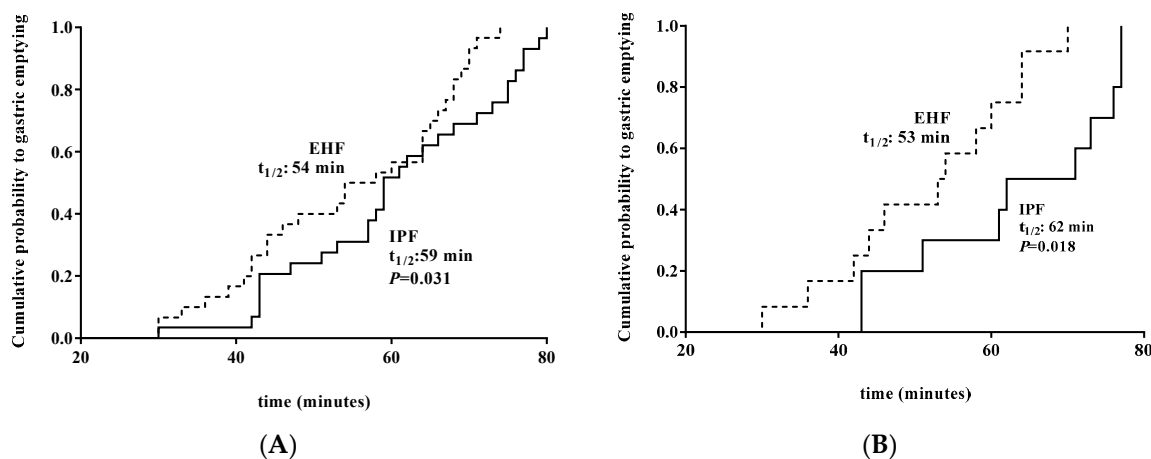 Cumulative probability to gastric emptying
1.0
0.8
0.6
0.4
0.2
0.0
EHF
t1/2: 54 min
IPF
t1/2:59 min
P=0.031
20
40
60
80
time (minutes)
(A)
Cumulative probability to gastric emptying
1.0
0.8
0.6
0.4
0.2
0.0
EHF
t1/2: 53 min
IPF
t1/2: 62 min
P=0.018
20
40
60
80
time (minutes)
(B)